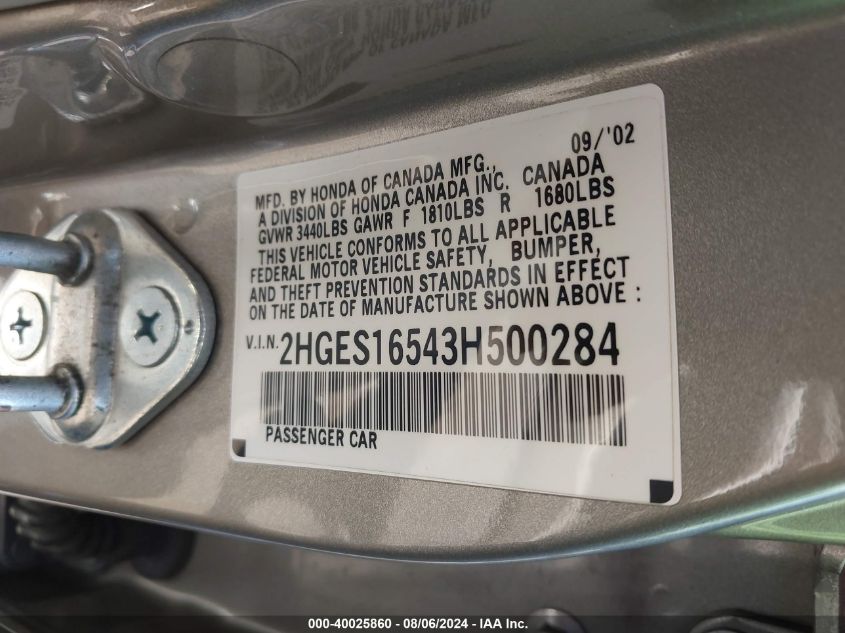 09/'02
MFD. BY HONDA OF CANADA MFG.,
A DIVISION OF HONDA CANADA INC. CANADA
GVWR 3440LBS GAWR F 1810LBS R 1680LBS
THIS VEHICLE CONFORMS TO ALL APPLICABLE
FEDERAL MOTOR VEHICLE SAFETY, BUMPER,
AND THEFT PREVENTION STANDARDS IN EFFECT
ON THE DATE OF MANUFACTURE SHOWN ABOVE :
V.I.N. 2HGES16543H500284
PASSENGER CAR
000-40025860 - 08/06/2024 - IAA Inc.